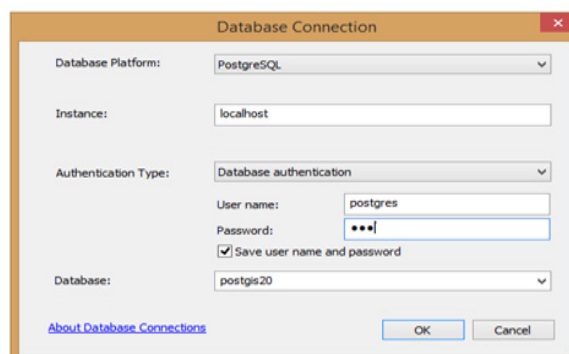 Database Connection
Database Platform: PostgreSQL
Instance: localhost
Authentication Type: Database authentication
User name: postgres
Password: •••
Save user name and password
Database: postgis20
About Database Connections OK Cancel